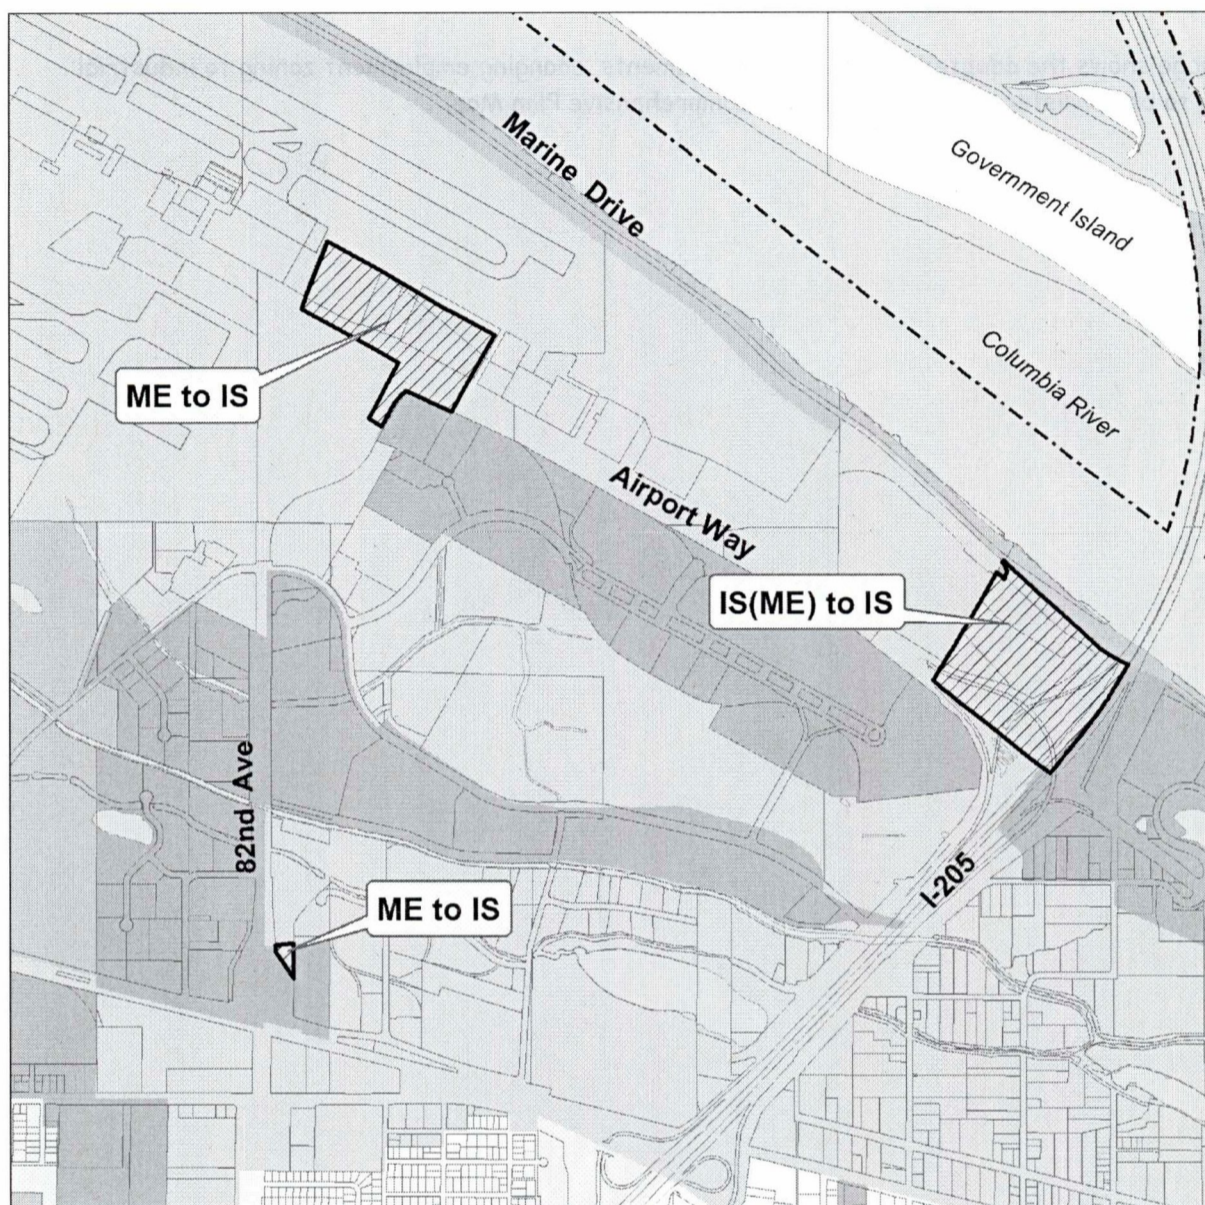 Marine Drive
Government Island
Columbia River
ME to IS
Airport Way
IS(ME) to IS
82nd Ave
ME to IS
I-205